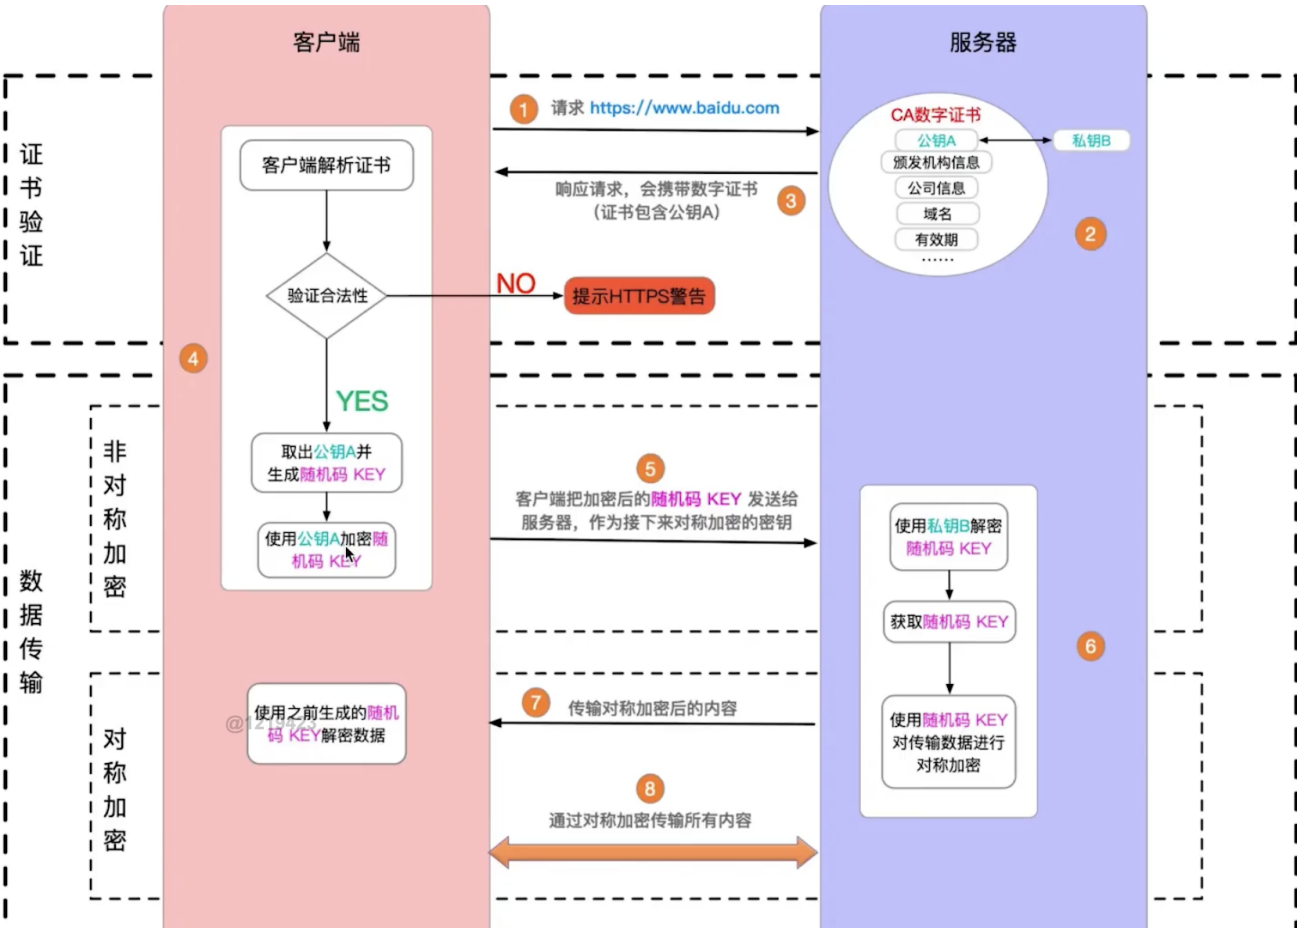 客户端
服务器
证书验证
1
请求 https://www.baidu.com
CA数字证书
公钥A
私钥B
颁发机构信息
公司信息
域名
有效期
......
2
响应请求，会携带数字证书
（证书包含公钥A）
3
客户端解析证书
验证合法性
NO
提示HTTPS警告
4
YES
数据传输
非对称加密
取出公钥A并
生成随机码 KEY
使用公钥A加密随
机码 KEY
5
客户端把加密后的随机码 KEY 发送给
服务器，作为接下来对称加密的密钥
使用私钥B解密
随机码 KEY
获取随机码 KEY
6
使用随机码 KEY
对传输数据进行
对称加密
对称加密
7
传输对称加密后的内容
使用之前生成的随机
码 KEY解密数据
@1219423
8
通过对称加密传输所有内容